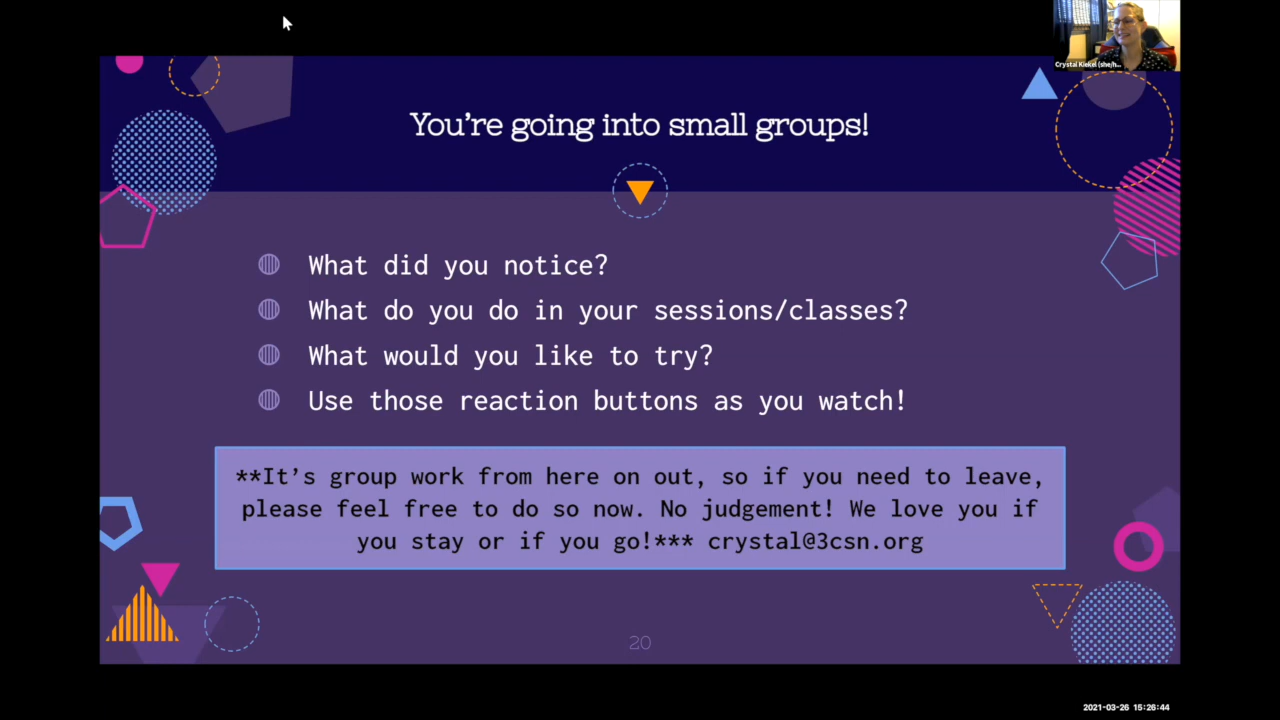 Crystal Kiekel (she/h...
You're going into small groups!
What did you notice?
What do you do in your sessions/classes?
What would you like to try?
Use those reaction buttons as you watch!
**It's group work from here on out, so if you need to leave,
please feel free to do so now. No judgement! We love you if
you stay or if you go!*** crystal@3csn.org
20
2021-03-26 15:26:44